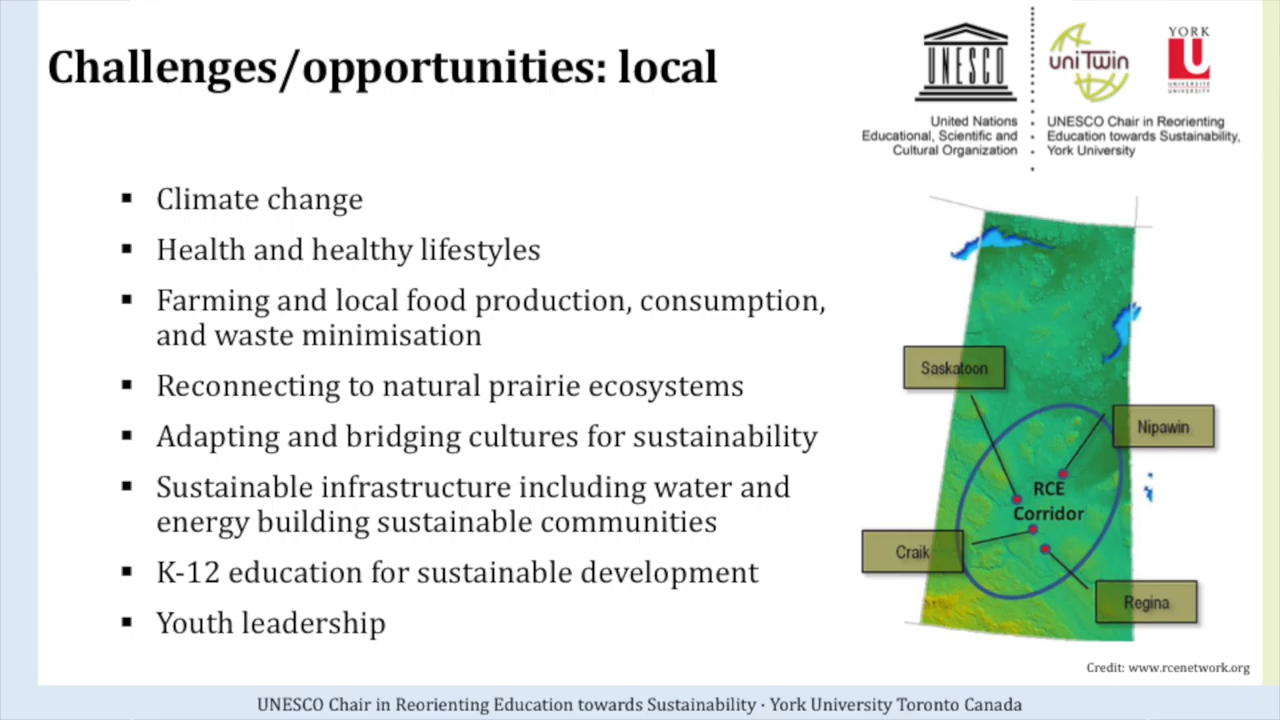 Challenges/opportunities: local
UNESCO
uniTwin
YORK
U
UNIVERSITÉ
UNIVERSITY
United Nations
Educational, Scientific and
Cultural Organization
UNESCO Chair in Reorienting
Education towards Sustainability,
York University
▪ Climate change
▪ Health and healthy lifestyles
▪ Farming and local food production, consumption,
and waste minimisation
▪ Reconnecting to natural prairie ecosystems
▪ Adapting and bridging cultures for sustainability
▪ Sustainable infrastructure including water and
energy building sustainable communities
▪ K-12 education for sustainable development
▪ Youth leadership
Saskatoon
Nipawin
RCE
Corridor
Craik
Regina
Credit: www.rcenetwork.org
UNESCO Chair in Reorienting Education towards Sustainability · York University Toronto Canada